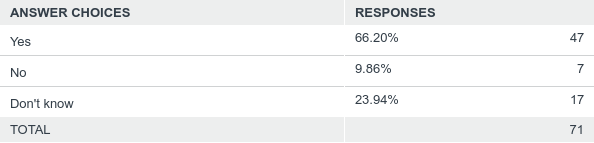 ANSWER CHOICES RESPONSES
Yes 66.20% 47
No 9.86% 7
Don't know 23.94% 17
TOTAL 71